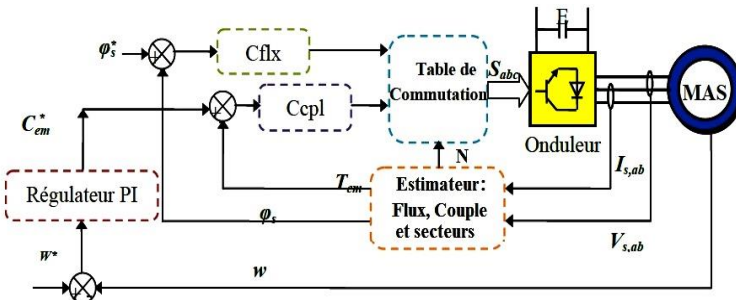 E
φs*
Cflx
Table de
Commutation
Sabc
MAS
Ccpl
Cem*
Onduleur
N
Is,ab
Régulateur PI
Tem
Estimateur:
Flux, Couple
et secteurs
φs
Vs,ab
W*
w